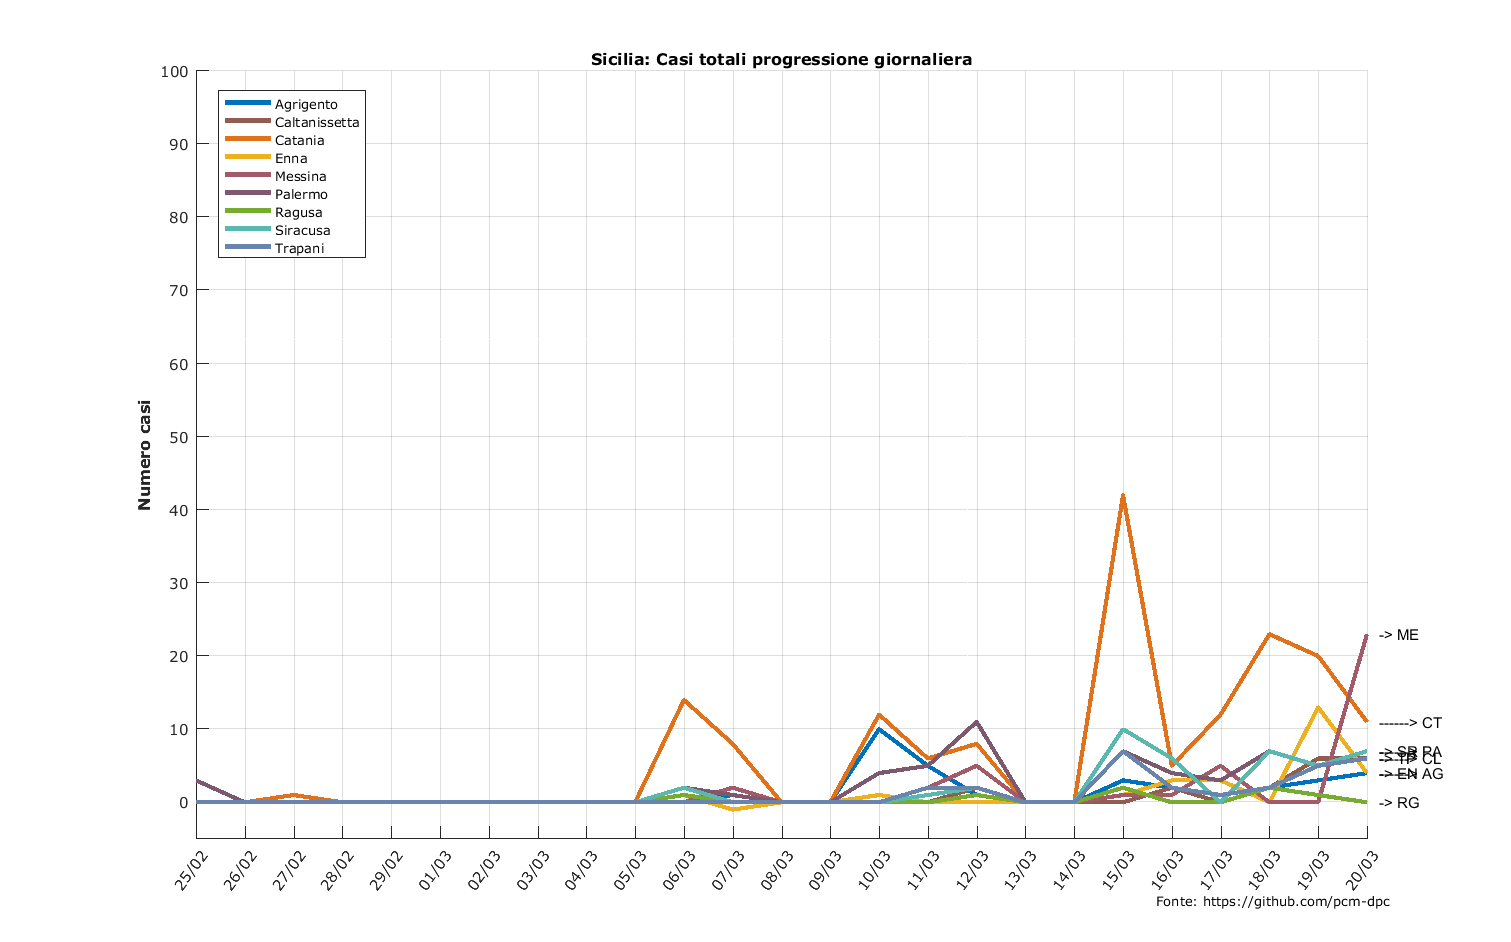 Sicilia: Casi totali progressione giornaliera
100
90
80
70
60
50
40
30
20
10
0
Numero casi
Agrigento
Caltanissetta
Catania
Enna
Messina
Palermo
Ragusa
Siracusa
Trapani
-> ME
------> CT
-> SR PA
-> TP CL
-> EN AG
-> RG
25/02
26/02
27/02
28/02
29/02
01/03
02/03
03/03
04/03
05/03
06/03
07/03
08/03
09/03
10/03
11/03
12/03
13/03
14/03
15/03
16/03
17/03
18/03
19/03
20/03
Fonte: https://github.com/pcm-dpc